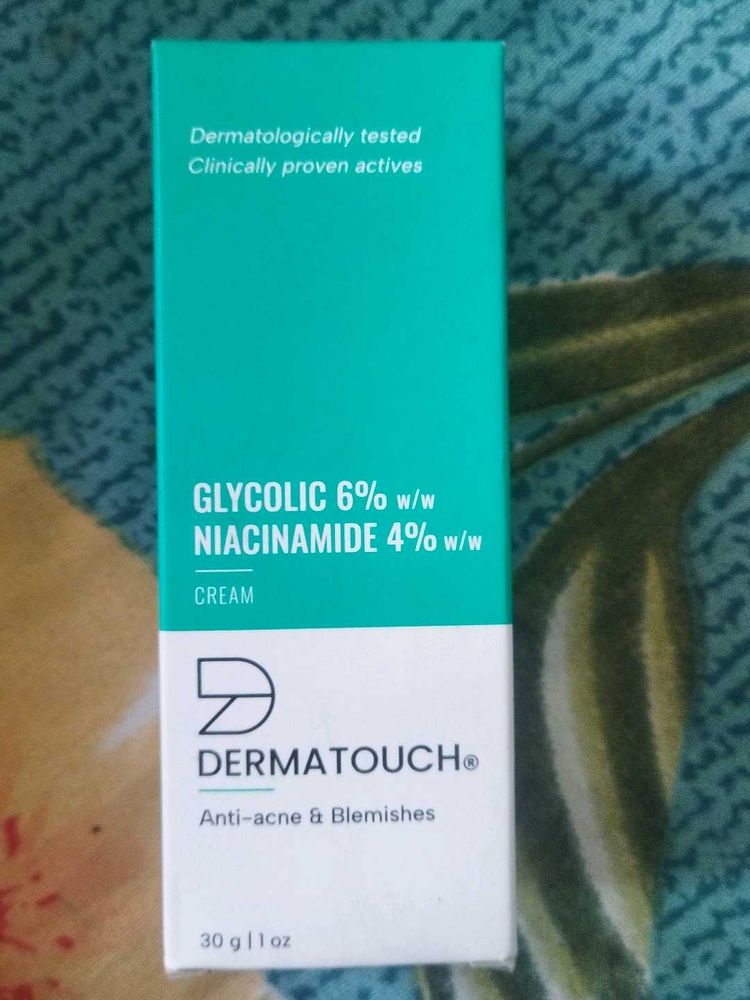 Dermatologically tested
Clinically proven actives
GLYCOLIC 6% w/w
NIACINAMIDE 4% w/w
CREAM
DERMATOUCH®
Anti-acne & Blemishes
30 g | 1 oz